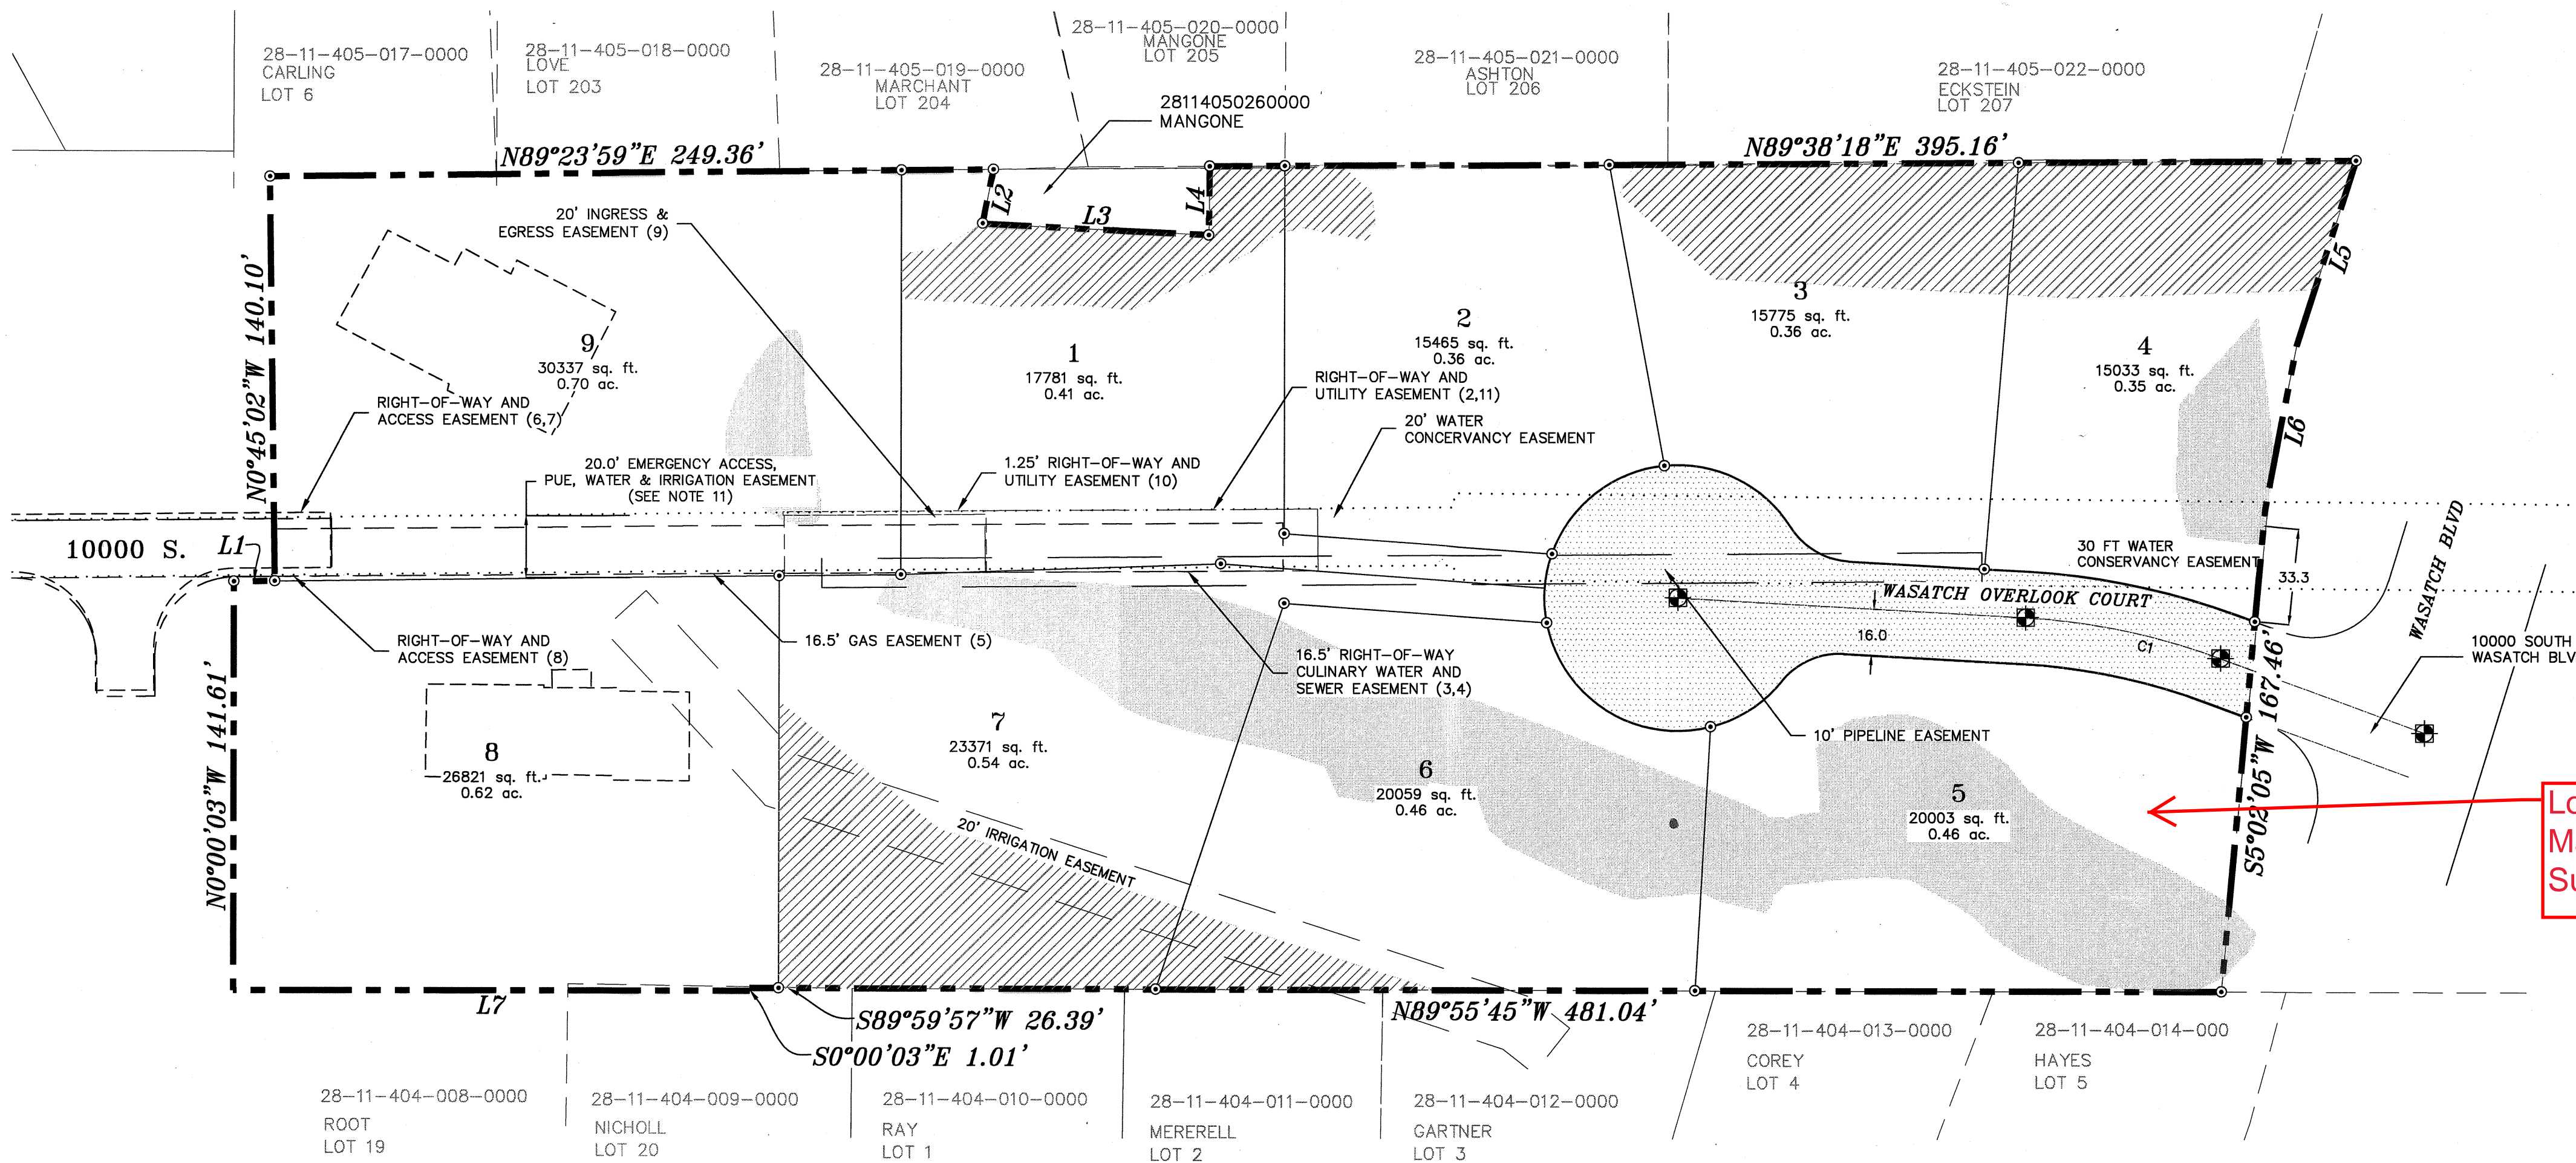 28-11-405-017-0000
CARLING
LOT 6
28-11-405-018-0000
LOVE
LOT 203
28-11-405-019-0000
MARCHANT
LOT 204
28-11-405-020-0000
MANGONE
LOT 205
28114050260000
MANGONE
28-11-405-021-0000
ASHTON
LOT 206
28-11-405-022-0000
ECKSTEIN
LOT 207
N89°23'59"E 249.36'
N89°38'18"E 395.16'
L2
L3
L4
L5
L6
20' INGRESS &
EGRESS EASEMENT (9)
N0°45'02"W 140.10'
9
30337 sq. ft.
0.70 ac.
1
17781 sq. ft.
0.41 ac.
2
15465 sq. ft.
0.36 ac.
3
15775 sq. ft.
0.36 ac.
4
15033 sq. ft.
0.35 ac.
RIGHT-OF-WAY AND
ACCESS EASEMENT (6,7)
RIGHT-OF-WAY AND
UTILITY EASEMENT (2,11)
20' WATER
CONCERVANCY EASEMENT
20.0' EMERGENCY ACCESS,
PUE, WATER & IRRIGATION EASEMENT
(SEE NOTE 11)
1.25' RIGHT-OF-WAY AND
UTILITY EASEMENT (10)
10000 S.
L1
30 FT WATER
CONSERVANCY EASEMENT
33.3
WASATCH BLVD
WASATCH OVERLOOK COURT
16.0
C1
10000 SOUTH
WASATCH
RIGHT-OF-WAY AND
ACCESS EASEMENT (8)
16.5' GAS EASEMENT (5)
16.5' RIGHT-OF-WAY
CULINARY WATER AND
SEWER EASEMENT (3,4)
10' PIPELINE EASEMENT
N0°00'03"W 141.61'
8
26821 sq. ft.
0.62 ac.
7
23371 sq. ft.
0.54 ac.
6
20059 sq. ft.
0.46 ac.
5
20003 sq. ft.
0.46 ac.
S5°02'05"W 167.46'
20' IRRIGATION EASEMENT
L7
S89°59'57"W 26.39'
S0°00'03"E 1.01'
N89°55'45"W 481.04'
28-11-404-008-0000
ROOT
LOT 19
28-11-404-009-0000
NICHOLL
LOT 20
28-11-404-010-0000
RAY
LOT 1
28-11-404-011-0000
MERERELL
LOT 2
28-11-404-012-0000
GARTNER
LOT 3
28-11-404-013-0000
COREY
LOT 4
28-11-404-014-000
HAYES
LOT 5